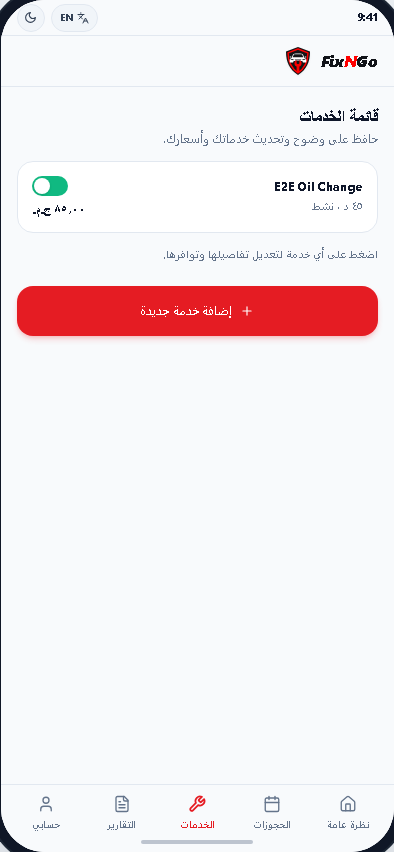 9:41
EN
FixNGo
قائمة الخدمات
حافظ على وضوح وتحديث خدماتك وأسعارك.
E2E Oil Change
٤٥ د · نشط
٨٥٫٠٠ ج.م.
اضغط على أي خدمة لتعديل تفاصيلها وتوافرها.
+ إضافة خدمة جديدة
نظرة عامة
الحجوزات
الخدمات
التقارير
حسابي